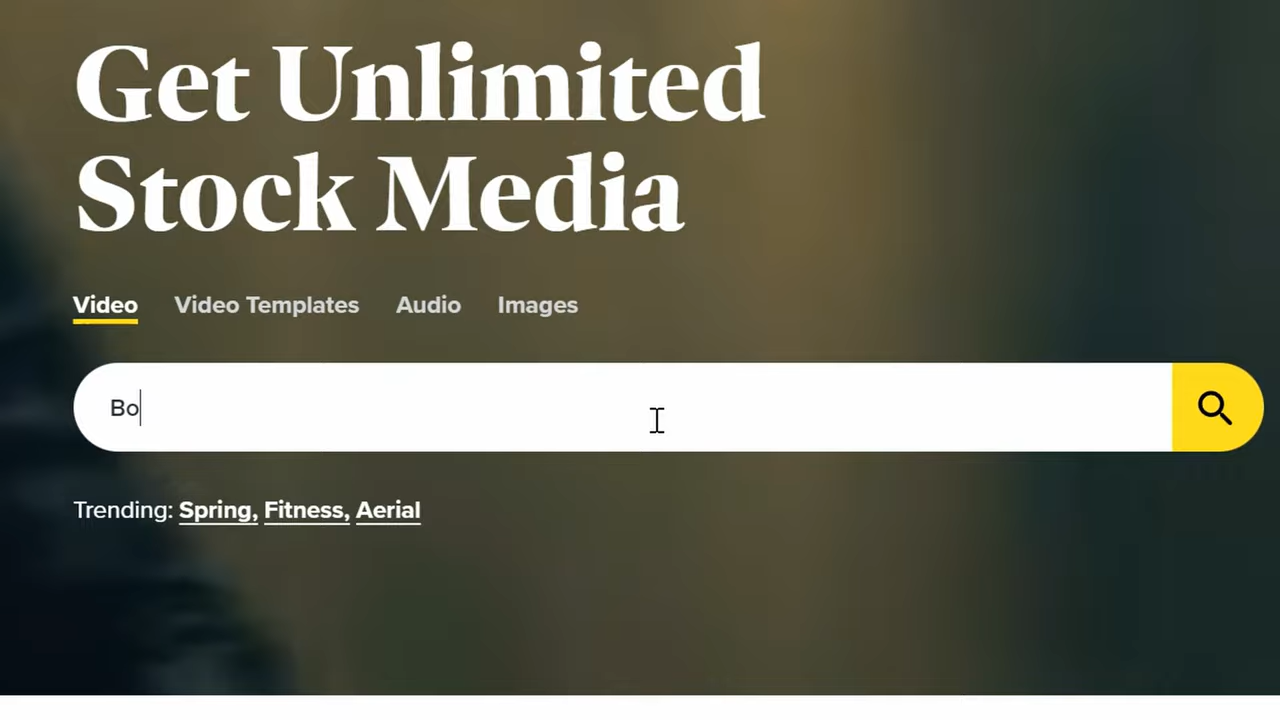 Get Unlimited
Stock Media
Video Video Templates Audio Images
Bo
Trending: Spring, Fitness, Aerial